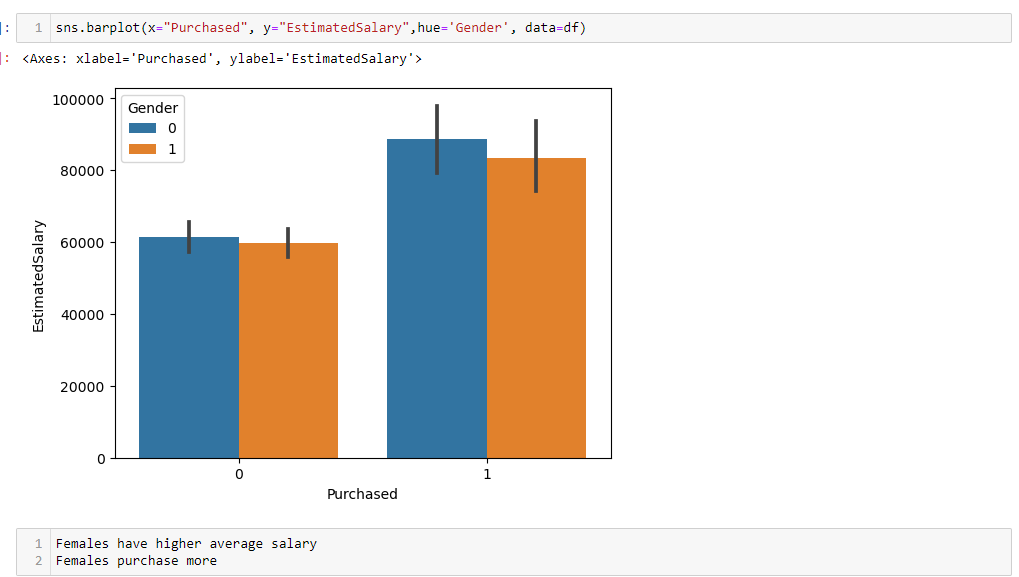 ]: 1 sns.barplot(x="Purchased", y="EstimatedSalary",hue='Gender', data=df)
]: <Axes: xlabel='Purchased', ylabel='EstimatedSalary'>
Gender
0
1
100000
80000
60000
40000
20000
0
EstimatedSalary
0 1
Purchased
1 Females have higher average salary
2 Females purchase more